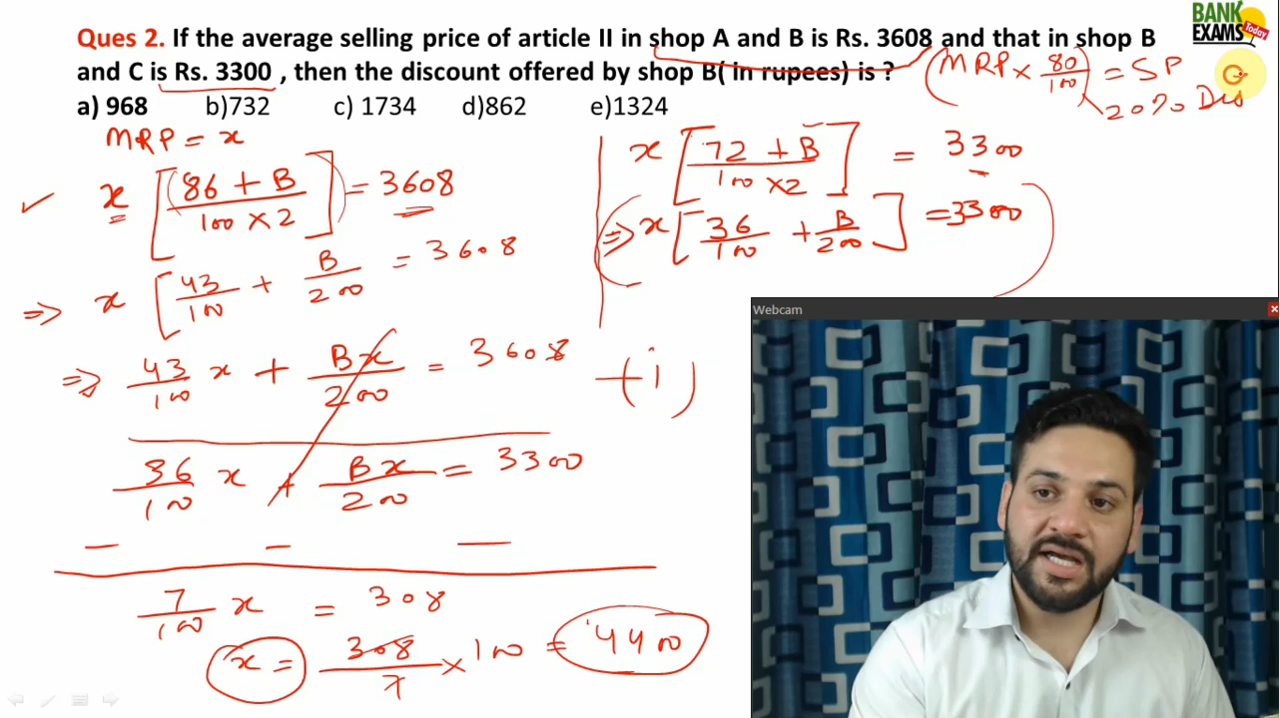 BANK
EXAMS Today
Ques 2. If the average selling price of article II in shop A and B is Rs. 3608 and that in shop B
and C is Rs. 3300 , then the discount offered by shop B( in rupees) is ?
a) 968 b)732 c) 1734 d)862 e)1324
(MRP × 80/100) = SP
20% Dis
MRP = x
x [(86 + B)/(100 × 2)] = 3608
⇒ x [43/100 + B/200 = 3608
⇒ 43/100 x + Bx/200 = 3608 — (i)
36/100 x + Bx/200 = 3300
— — —
7/100 x = 308
x = 308/7 × 100 = 4400
x [72 + B/100 × 2] = 3300
⇒ x [36/100 + B/200] = 3300
Webcam